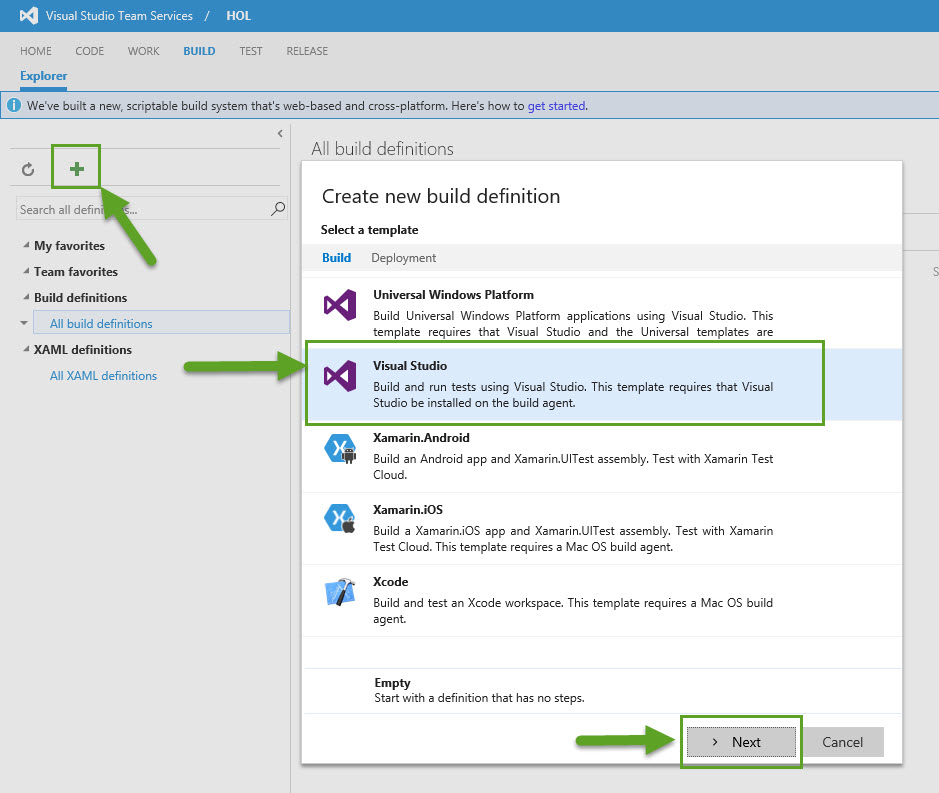 Visual Studio Team Services / HOL
HOME CODE WORK BUILD TEST RELEASE
Explorer
We've built a new, scriptable build system that's web-based and cross-platform. Here's how to get started.
All build definitions
Search all
My favorites
Team favorites
Build definitions
All build definitions
XAML definitions
All XAML definitions
Create new build definition
Select a template
Build Deployment
Universal Windows Platform
Build Universal Windows Platform applications using Visual Studio. This
template requires that Visual Studio and the Universal templates are
Visual Studio
Build and run tests using Visual Studio. This template requires that Visual
Studio be installed on the build agent.
Xamarin.Android
Build an Android app and Xamarin.UITest assembly. Test with Xamarin Test
Cloud.
Xamarin.iOS
Build a Xamarin.iOS app and Xamarin.UITest assembly. Test with Xamarin
Test Cloud. This template requires a Mac OS build agent.
Xcode
Build and test an Xcode workspace. This template requires a Mac OS build
agent.
Empty
Start with a definition that has no steps.
Next
Cancel